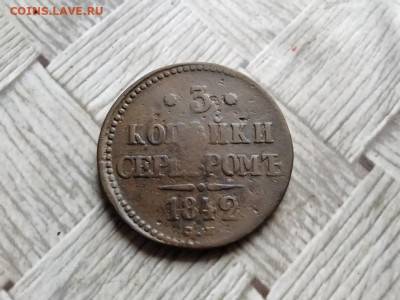 COINS.LAVE.RU
3
КОПѢЙКИ
СЕРЕБРОМЪ
1842